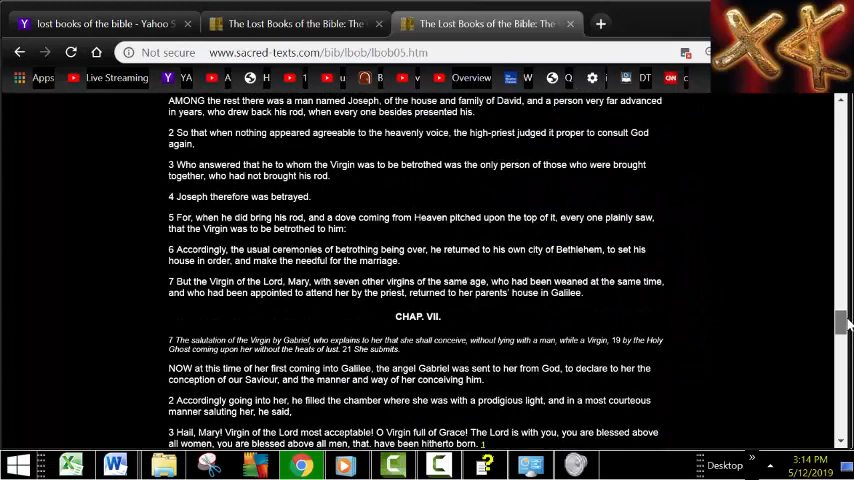 lost books of the bible - Yahoo S
The Lost Books of the Bible: The
The Lost Books of the Bible: The
Not secure www.sacred-texts.com/bib/lbob/lbob05.htm
Apps Live Streaming YA A H 1 u B v Overview W Q DT CNN c
AMONG the rest there was a man named Joseph, of the house and family of David, and a person very far advanced
in years, who drew back his rod, when every one besides presented his.
2 So that when nothing appeared agreeable to the heavenly voice, the high-priest judged it proper to consult God
again,
3 Who answered that he to whom the Virgin was to be betrothed was the only person of those who were brought
together, who had not brought his rod.
4 Joseph therefore was betrayed.
5 For, when he did bring his rod, and a dove coming from Heaven pitched upon the top of it, every one plainly saw,
that the Virgin was to be betrothed to him:
6 Accordingly, the usual ceremonies of betrothing being over, he returned to his own city of Bethlehem, to set his
house in order, and make the needful for the marriage.
7 But the Virgin of the Lord, Mary, with seven other virgins of the same age, who had been weaned at the same time,
and who had been appointed to attend her by the priest, returned to her parents' house in Galilee.
CHAP. VII.
7 The salutation of the Virgin by Gabriel, who explains to her that she shall conceive, without lying with a man, while a Virgin, 19 by the Holy
Ghost coming upon her without the heats of lust. 21 She submits.
NOW at this time of her first coming into Galilee, the angel Gabriel was sent to her from God, to declare to her the
conception of our Saviour, and the manner and way of her conceiving him.
2 Accordingly going into her, he filled the chamber where she was with a prodigious light, and in a most courteous
manner saluting her, he said,
3 Hail, Mary! Virgin of the Lord most acceptable! O Virgin full of Grace! The Lord is with you, you are blessed above
all women, you are blessed above all men, that. have been hitherto born. 1
Desktop
3:14 PM
5/12/2019